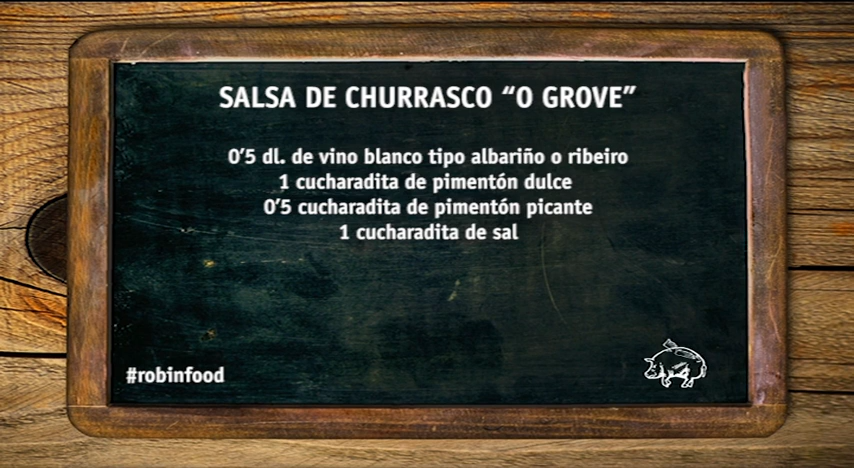 SALSA DE CHURRASCO “O GROVE”
0’5 dl. de vino blanco tipo albariño o ribeiro
1 cucharadita de pimentón dulce
0’5 cucharadita de pimentón picante
1 cucharadita de sal
#robinfood